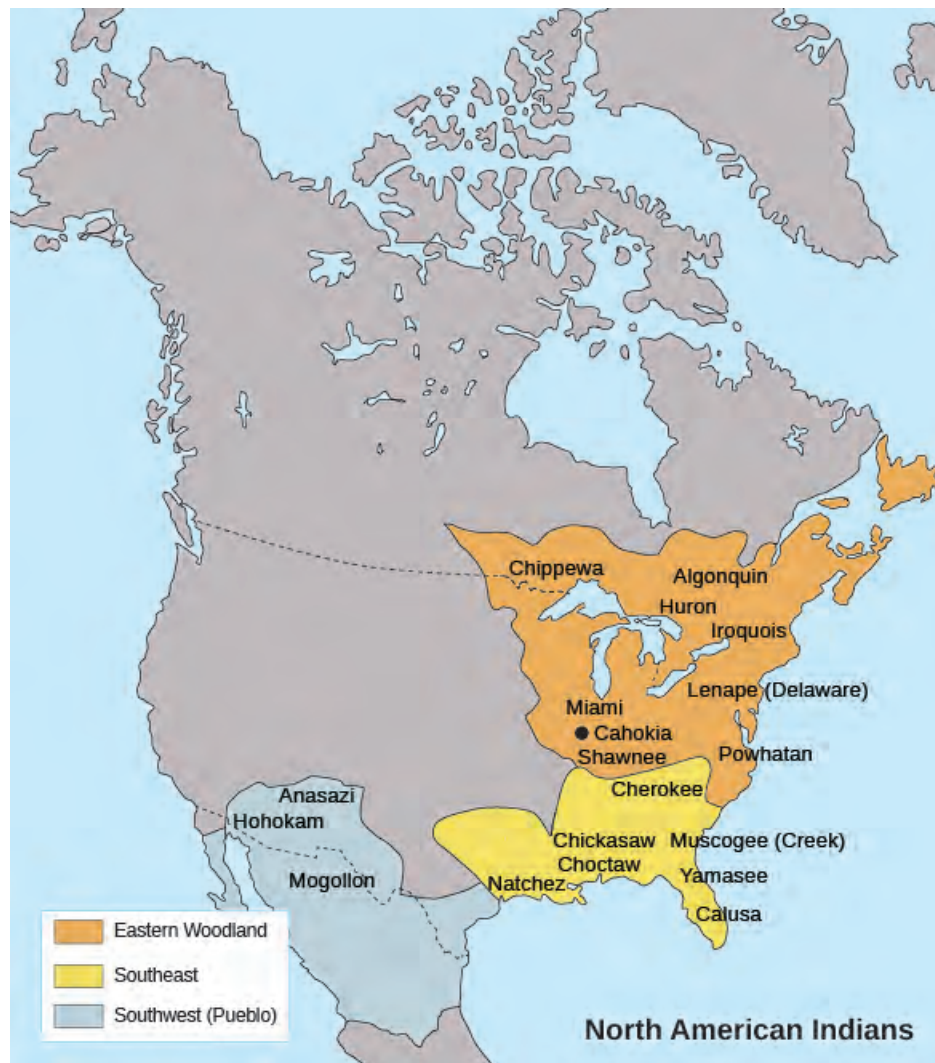 Chippewa
Algonquin
Huron
Iroquois
Lenape (Delaware)
Miami
Cahokia
Shawnee
Powhatan
Cherokee
Anasazi
Hohokam
Chickasaw
Muscogee (Creek)
Choctaw
Mogollon
Natchez
Yamasee
Calusa
Eastern Woodland
Southeast
Southwest (Pueblo)
North American Indians